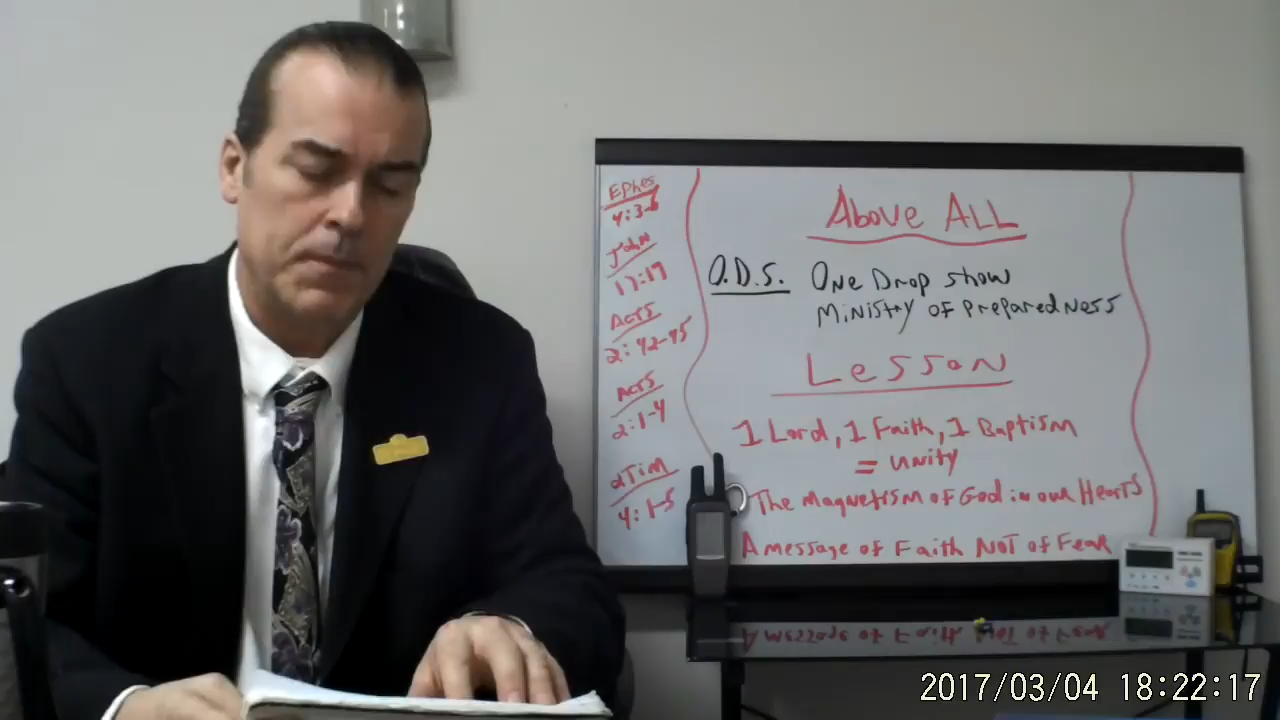 Ephes
4:3-6
John
17:17
Acts
2:42-45
Acts
2:1-4
2Tim
4:1-5
Above ALL
O.D.S. One Drop show
Ministry of Preparedness
Lesson
1 Lord, 1 Faith, 1 Baptism
= unity
The Magnetism of God in our Hearts
A message of Faith Not of Fear
2017/03/04 18:22:17